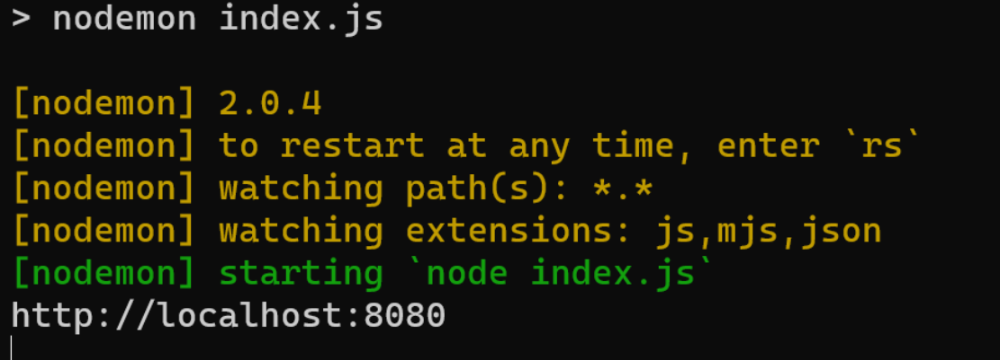 > nodemon index.js
[nodemon] 2.0.4
[nodemon] to restart at any time, enter `rs`
[nodemon] watching path(s): *.*
[nodemon] watching extensions: js,mjs,json
[nodemon] starting `node index.js`
http://localhost:8080